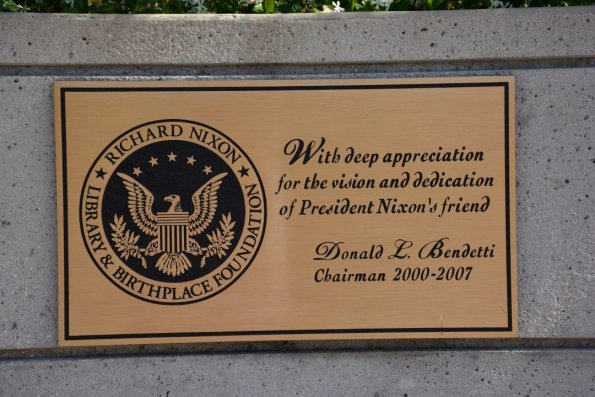 RICHARD NIXON
LIBRARY & BIRTHPLACE FOUNDATION
With deep appreciation
for the vision and dedication
of President Nixon's friend
Donald L. Bendetti
Chairman 2000-2007